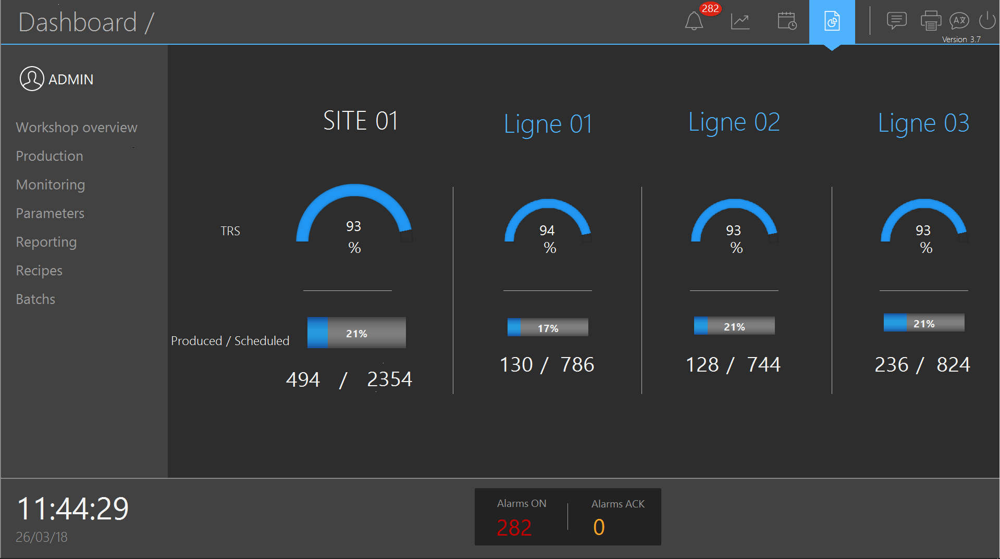 Dashboard /
282
Version 3.7
ADMIN
Workshop overview
Production
Monitoring
Parameters
Reporting
Recipes
Batchs
SITE 01
Ligne 01
Ligne 02
Ligne 03
TRS
93
%
94
%
93
%
93
%
Produced / Scheduled
21%
17%
21%
21%
494 / 2354
130 / 786
128 / 744
236 / 824
11:44:29
26/03/18
Alarms ON
282
Alarms ACK
0